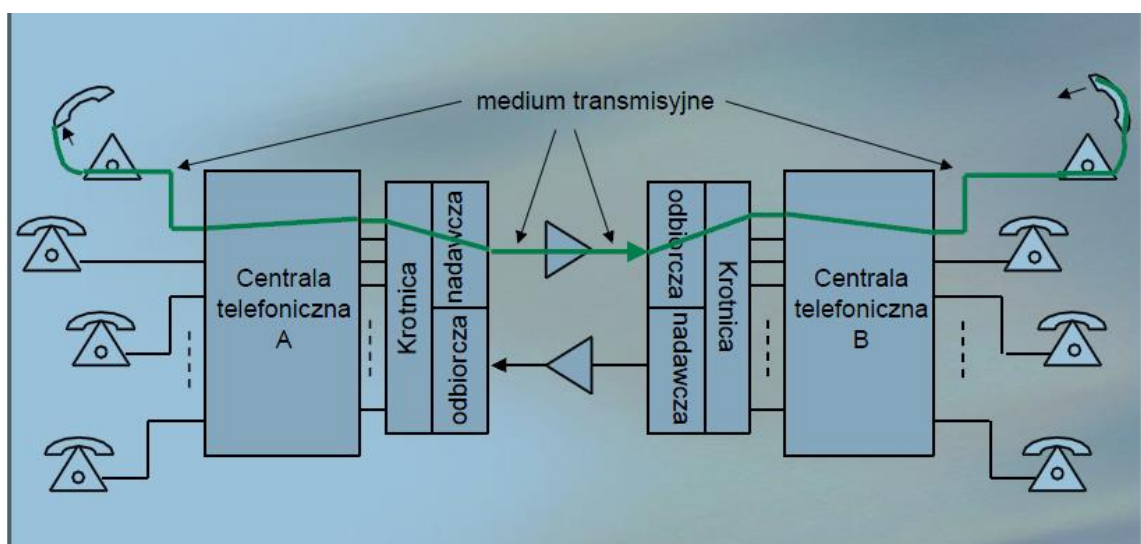 medium transmisyjne
Centrala
telefoniczna
A
Krotnica
nadawcza
odbiorcza
odbiorcza
nadawcza
Krotnica
Centrala
telefoniczna
B